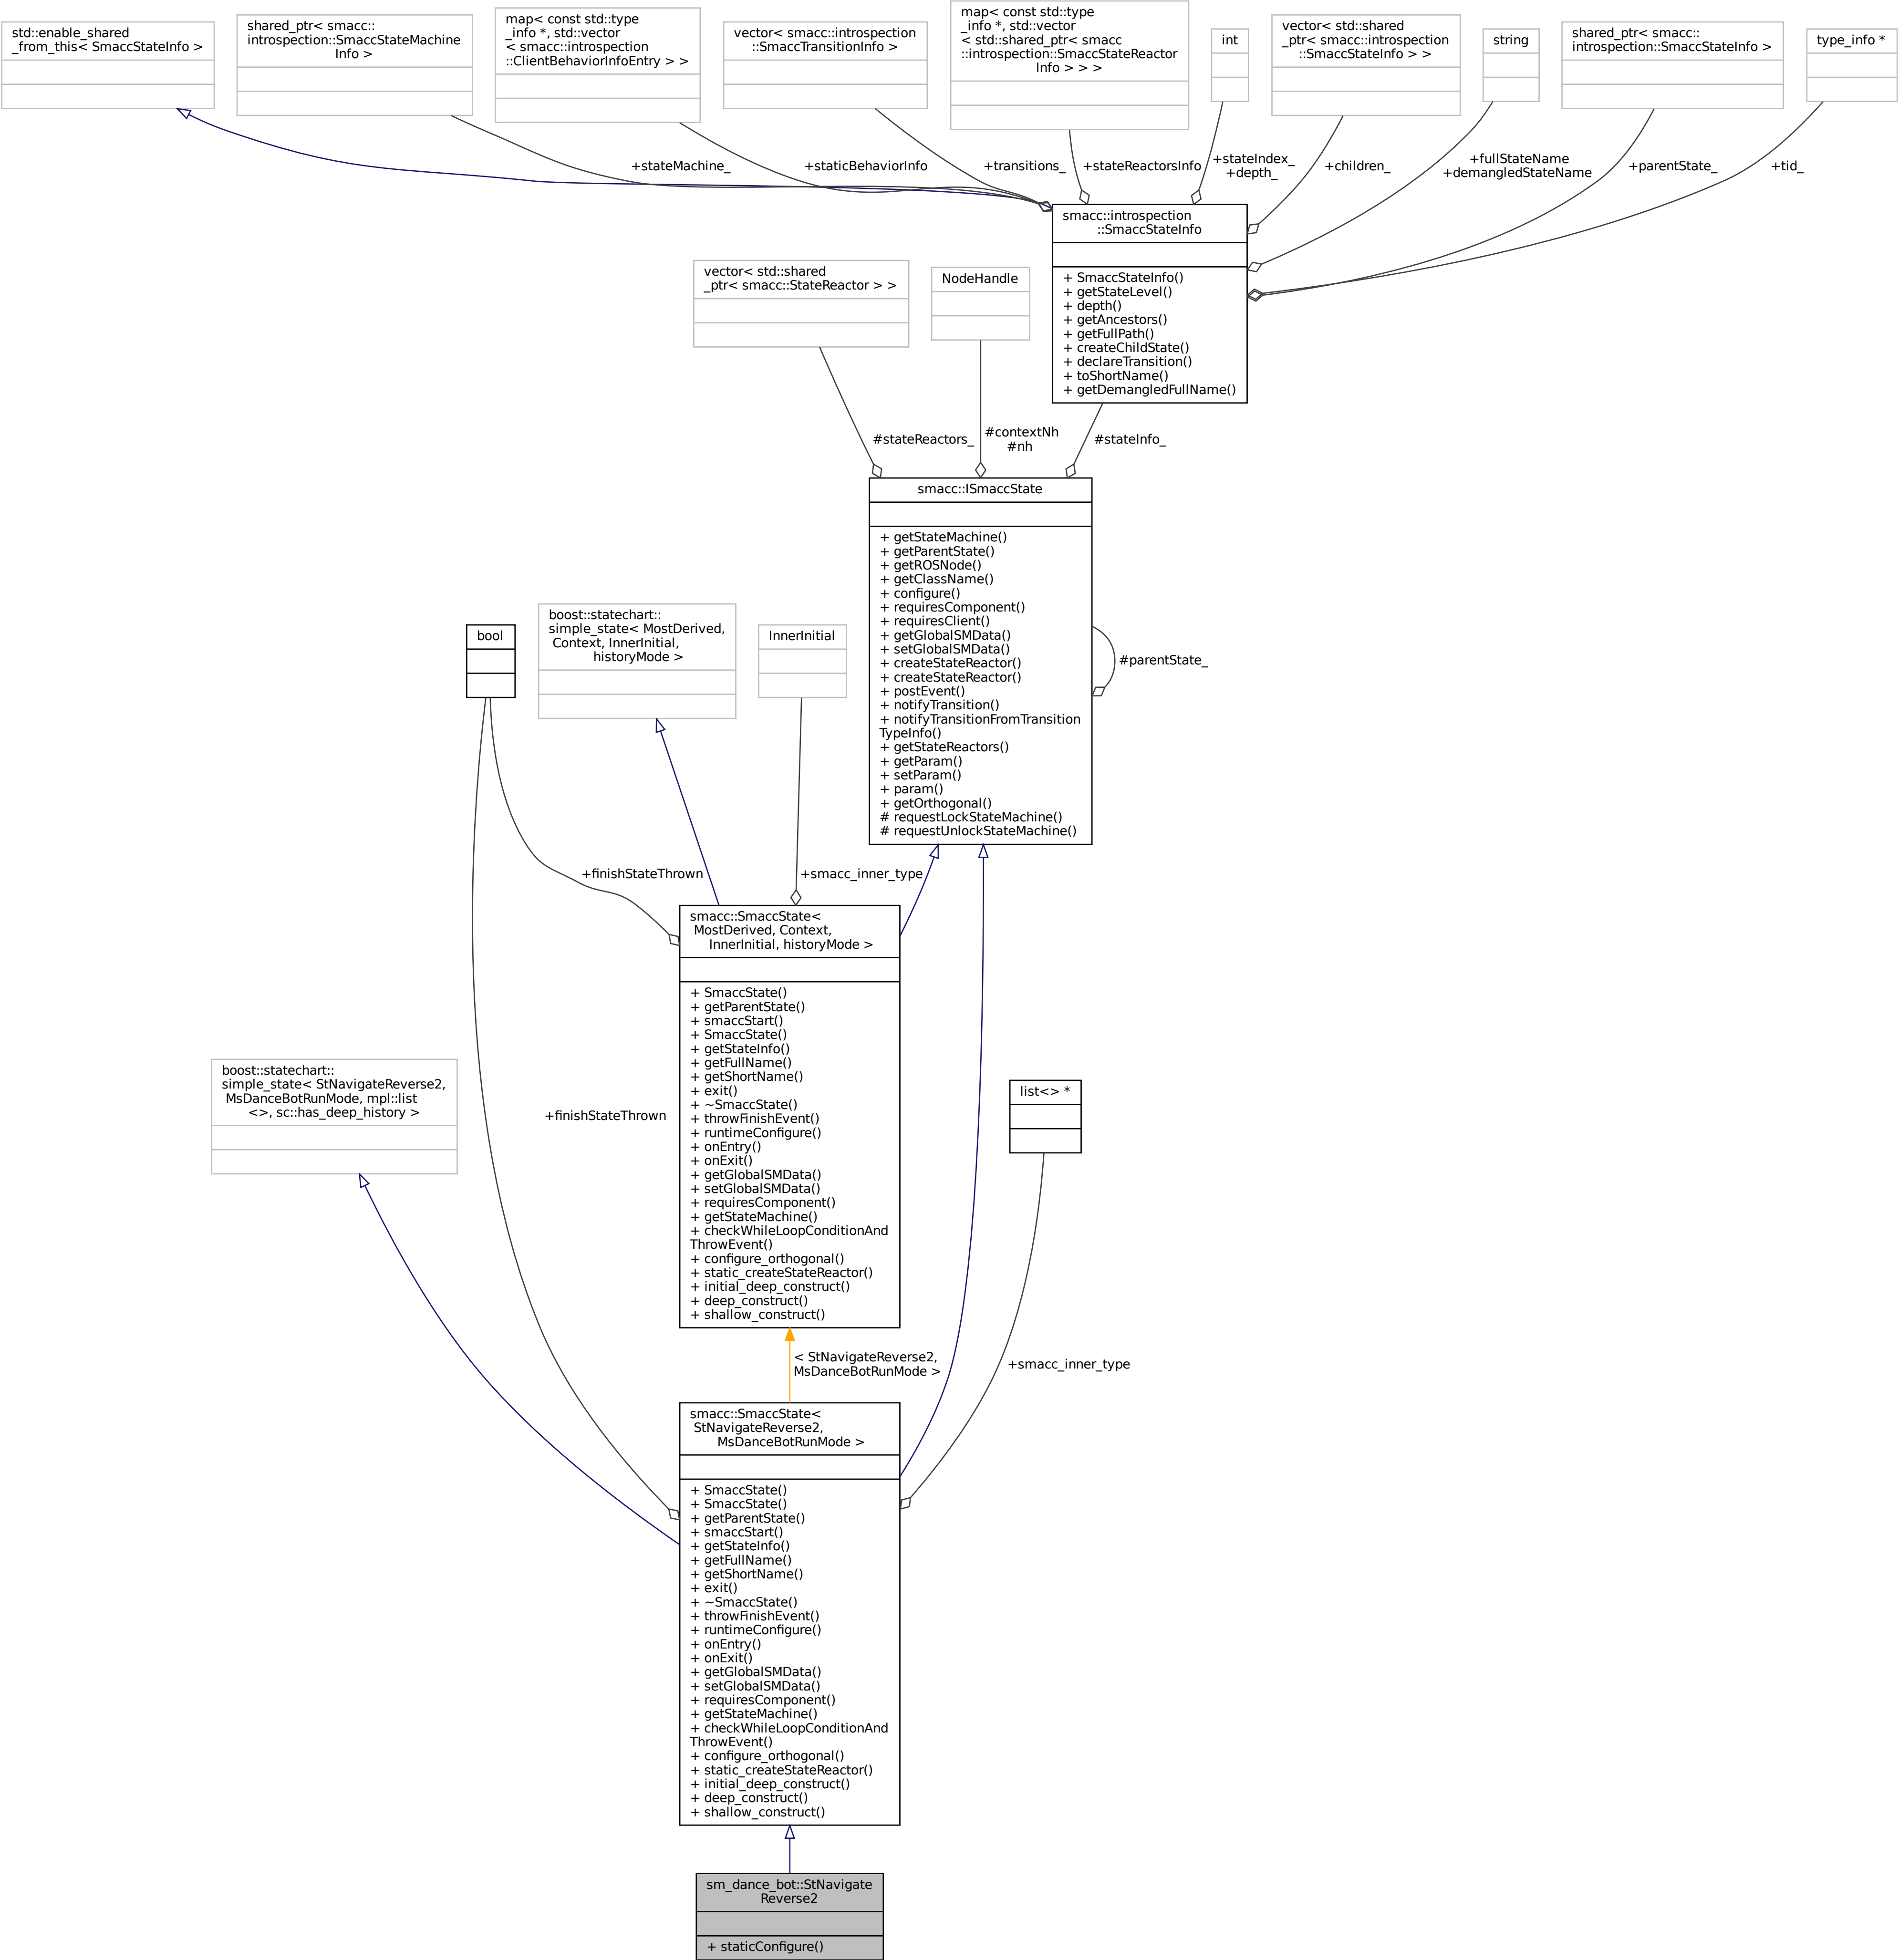 std::enable_shared
_from_this< SmaccStateInfo >
shared_ptr< smacc::
introspection::SmaccStateMachine
Info >
map< const std::type
_info *, std::vector
< smacc::introspection
::ClientBehaviorInfoEntry > >
vector< smacc::introspection
::SmaccTransitionInfo >
map< const std::type
_info *, std::vector
< std::shared_ptr< smacc
::introspection::SmaccStateReactor
Info > > >
int
vector< std::shared
_ptr< smacc::introspection
::SmaccStateInfo > >
string
shared_ptr< smacc::
introspection::SmaccStateInfo >
type_info *
+stateMachine_
+staticBehaviorInfo
+transitions_
+stateReactorsInfo
+stateIndex_
+depth_
+children_
+fullStateName
+demangledStateName
+parentState_
+tid_
smacc::introspection
::SmaccStateInfo
+ SmaccStateInfo()
+ getStateLevel()
+ depth()
+ getAncestors()
+ getFullPath()
+ createChildState()
+ declareTransition()
+ toShortName()
+ getDemangledFullName()
vector< std::shared
_ptr< smacc::StateReactor > >
NodeHandle
#stateReactors_
#contextNh
#nh
#stateInfo_
smacc::ISmaccState
+ getStateMachine()
+ getParentState()
+ getROSNode()
+ getClassName()
+ configure()
+ requiresComponent()
+ requiresClient()
+ getGlobalSMData()
+ setGlobalSMData()
+ createStateReactor()
+ createStateReactor()
+ postEvent()
+ notifyTransition()
+ notifyTransitionFromTransition
TypeInfo()
+ getStateReactors()
+ getParam()
+ setParam()
+ param()
+ getOrthogonal()
# requestLockStateMachine()
# requestUnlockStateMachine()
#parentState_
bool
boost::statechart::
simple_state< MostDerived,
Context, InnerInitial,
historyMode >
InnerInitial
+finishStateThrown
+smacc_inner_type
smacc::SmaccState<
MostDerived, Context,
InnerInitial, historyMode >
+ SmaccState()
+ getParentState()
+ smaccStart()
+ SmaccState()
+ getStateInfo()
+ getFullName()
+ getShortName()
+ exit()
+ ~SmaccState()
+ throwFinishEvent()
+ runtimeConfigure()
+ onEntry()
+ onExit()
+ getGlobalSMData()
+ setGlobalSMData()
+ requiresComponent()
+ getStateMachine()
+ checkWhileLoopConditionAnd
ThrowEvent()
+ configure_orthogonal()
+ static_createStateReactor()
+ initial_deep_construct()
+ deep_construct()
+ shallow_construct()
boost::statechart::
simple_state< StNavigateReverse2,
MsDanceBotRunMode, mpl::list
<>, sc::has_deep_history >
+finishStateThrown
list<> *
< StNavigateReverse2,
MsDanceBotRunMode >
+smacc_inner_type
smacc::SmaccState<
StNavigateReverse2,
MsDanceBotRunMode >
+ SmaccState()
+ SmaccState()
+ getParentState()
+ smaccStart()
+ getStateInfo()
+ getFullName()
+ getShortName()
+ exit()
+ ~SmaccState()
+ throwFinishEvent()
+ runtimeConfigure()
+ onEntry()
+ onExit()
+ getGlobalSMData()
+ setGlobalSMData()
+ requiresComponent()
+ getStateMachine()
+ checkWhileLoopConditionAnd
ThrowEvent()
+ configure_orthogonal()
+ static_createStateReactor()
+ initial_deep_construct()
+ deep_construct()
+ shallow_construct()
sm_dance_bot::StNavigate
Reverse2
+ staticConfigure()